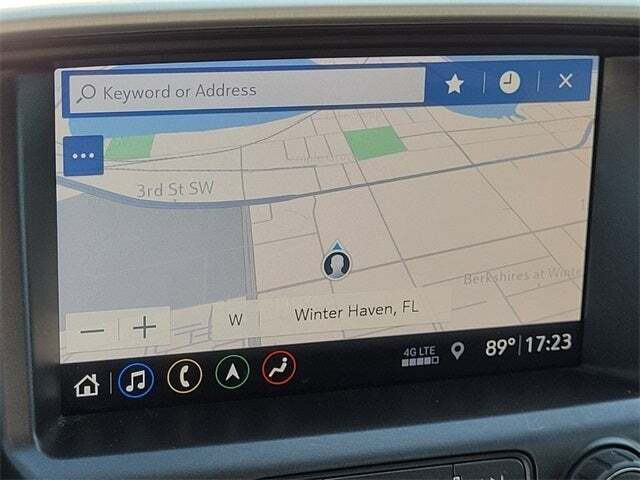 Keyword or Address
3rd St SW
Berkshires at Winte
W Winter Haven, FL
4G LTE
89° 17:23